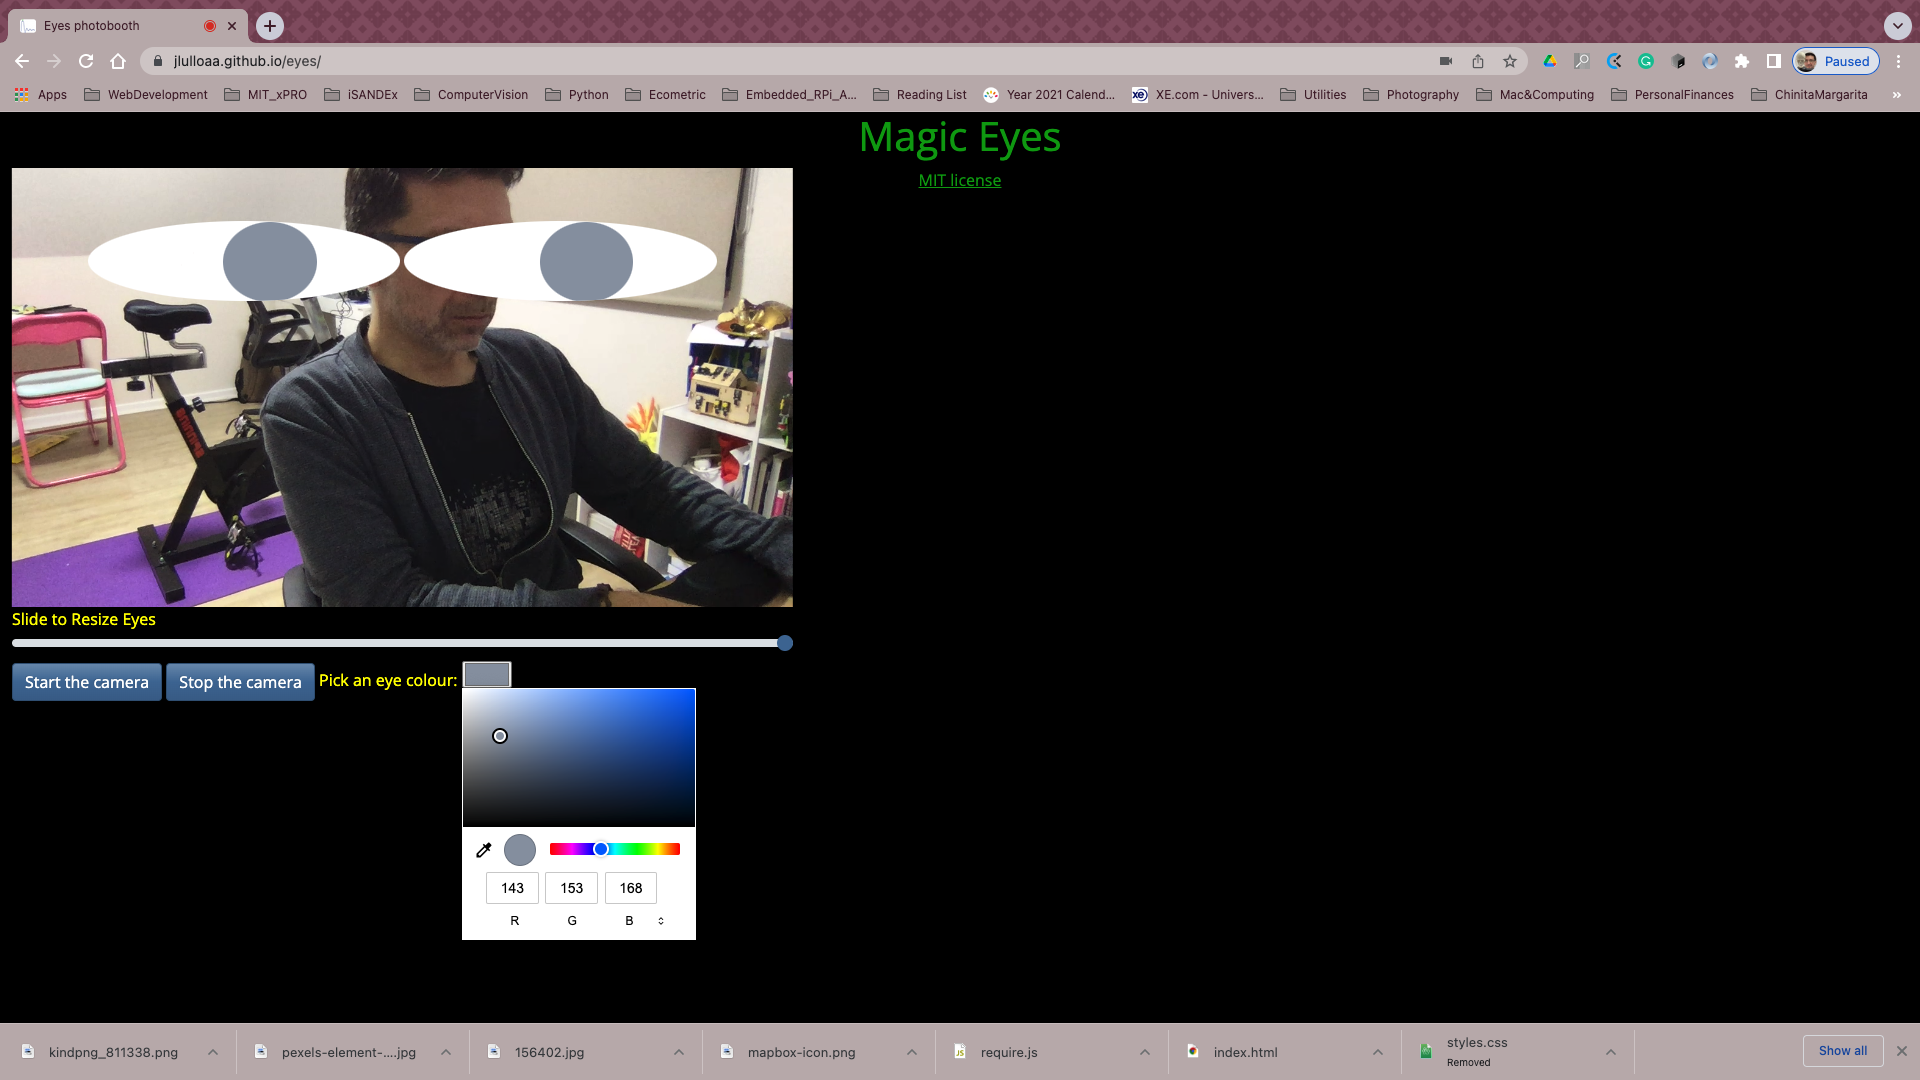 Eyes photobooth
jlulloaa.github.io/eyes/
Paused
Apps
WebDevelopment
MIT_xPRO
iSANDEx
ComputerVision
Python
Ecometric
Embedded_RPi_A...
Reading List
Year 2021 Calend...
XE.com - Univers...
Utilities
Photography
Mac&Computing
PersonalFinances
ChinitaMargarita
»
Magic Eyes
MIT license
Slide to Resize Eyes
Start the camera
Stop the camera
Pick an eye colour:
143 153 168
R G B
kindpng_811338.png
pexels-element-....jpg
156402.jpg
mapbox-icon.png
require.js
index.html
styles.css
Removed
Show all